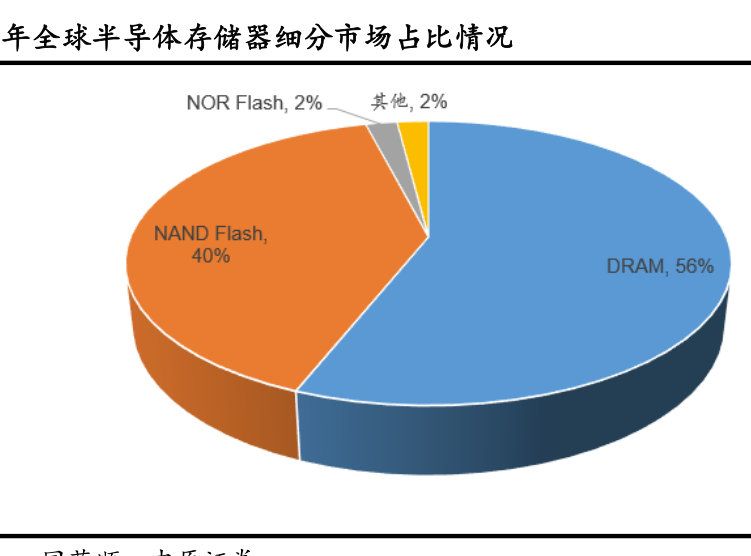 年全球半导体存储器细分市场占比情况
NOR Flash, 2%
其他, 2%
NAND Flash,
40%
DRAM, 56%